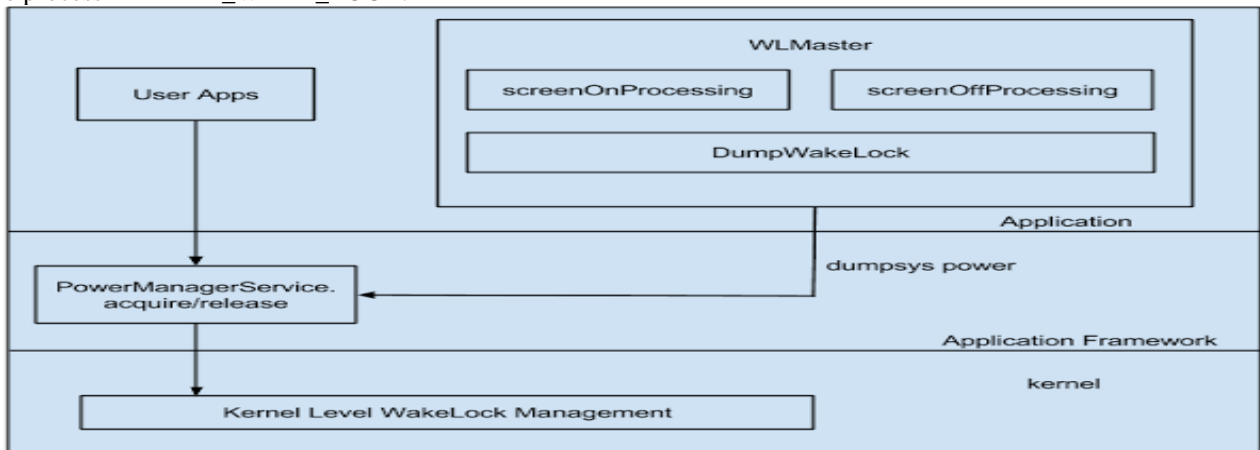 WLMaster
User Apps
screenOnProcessing
screenOffProcessing
DumpWakeLock
Application
dumpsys power
PowerManagerService.
acquire/release
Application Framework
kernel
Kernel Level WakeLock Management